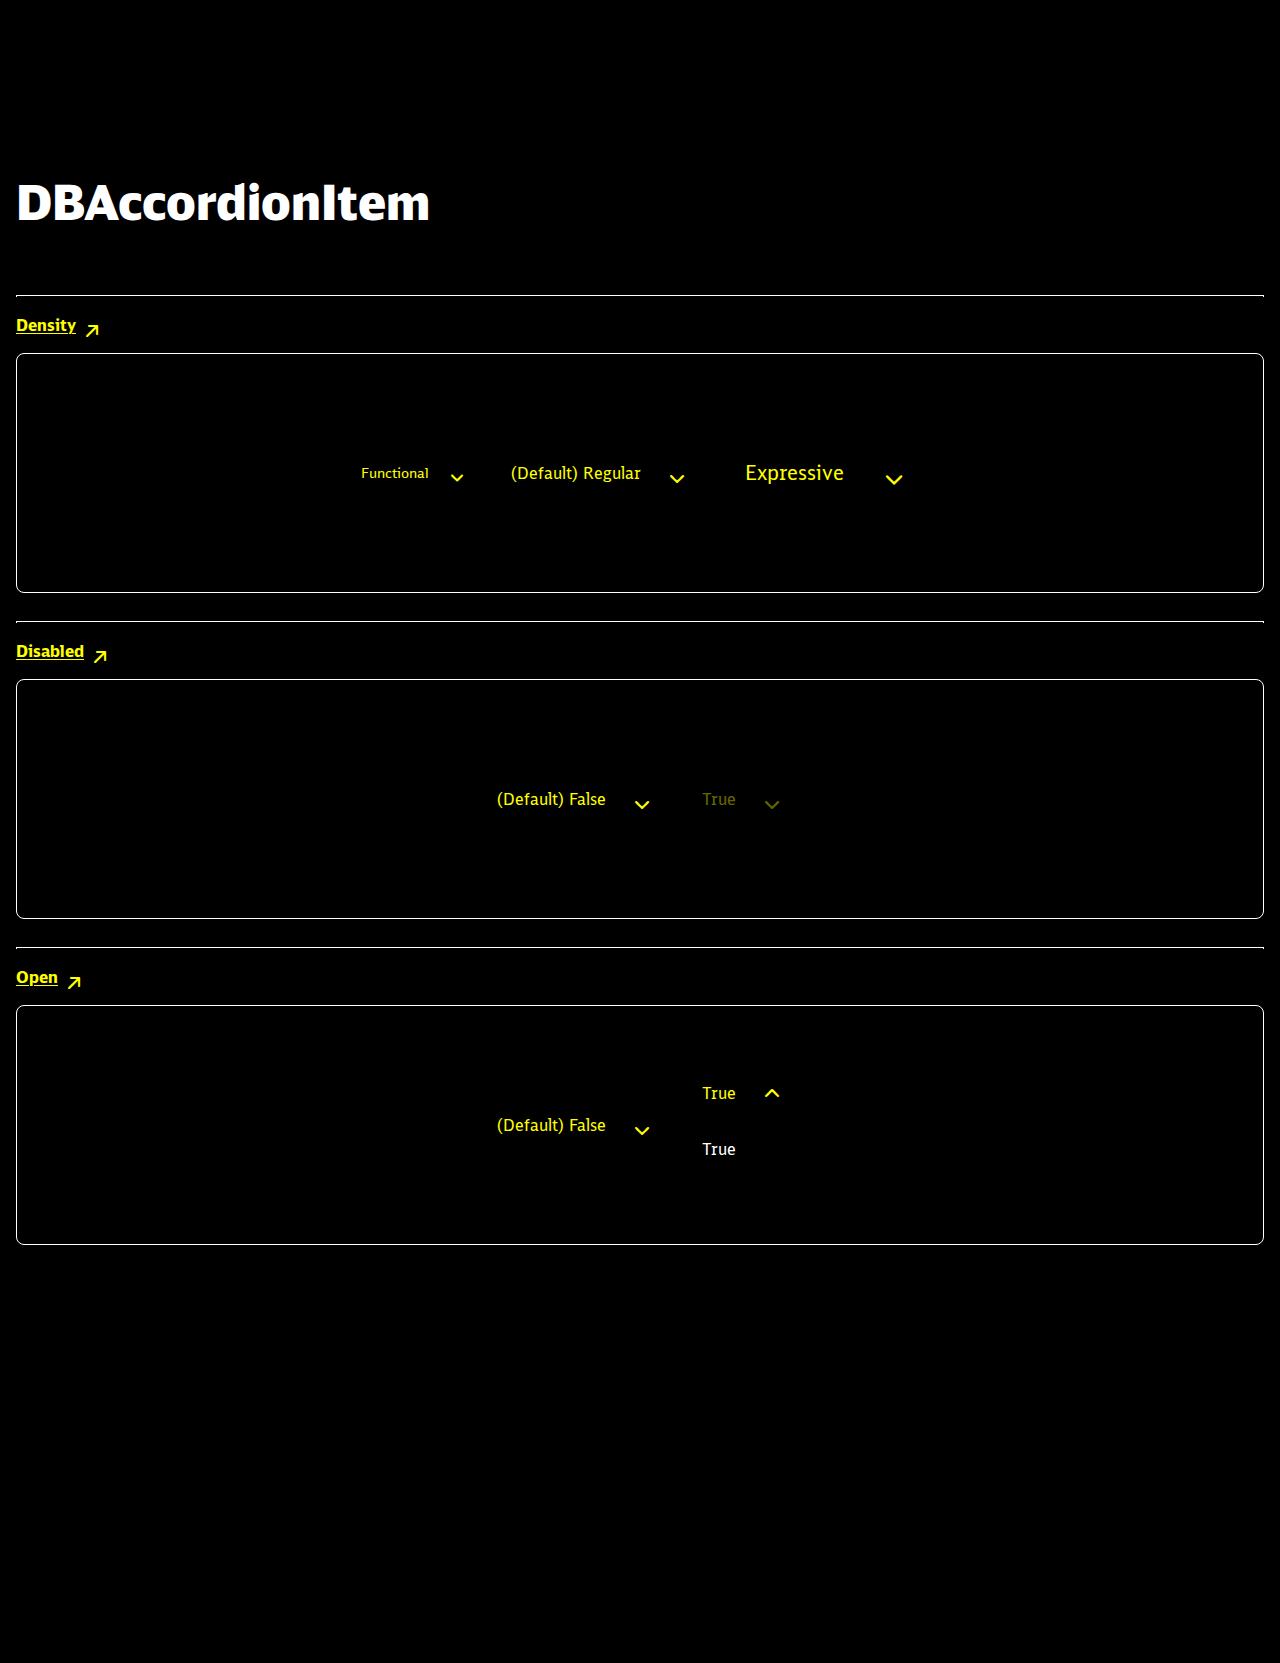 DBAccordionItem
Density
Functional (Default) Regular Expressive
Disabled
(Default) False True
Open
True
(Default) False
True